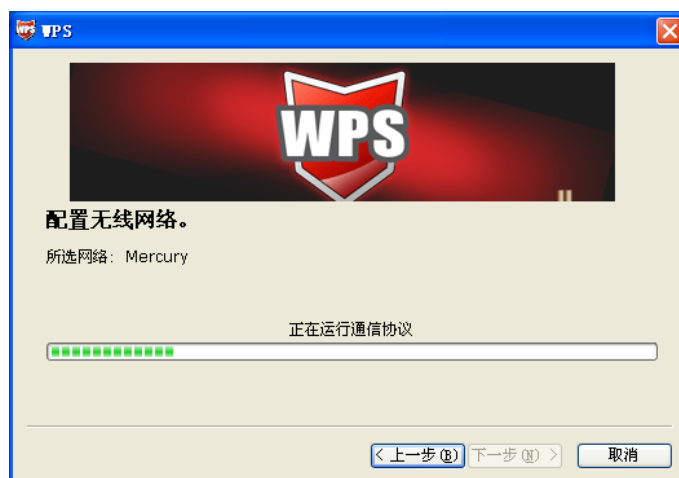 WPS
WPS
配置无线网络。
所选网络: Mercury
正在运行通信协议
< 上一步(B) 下一步(N) > 取消